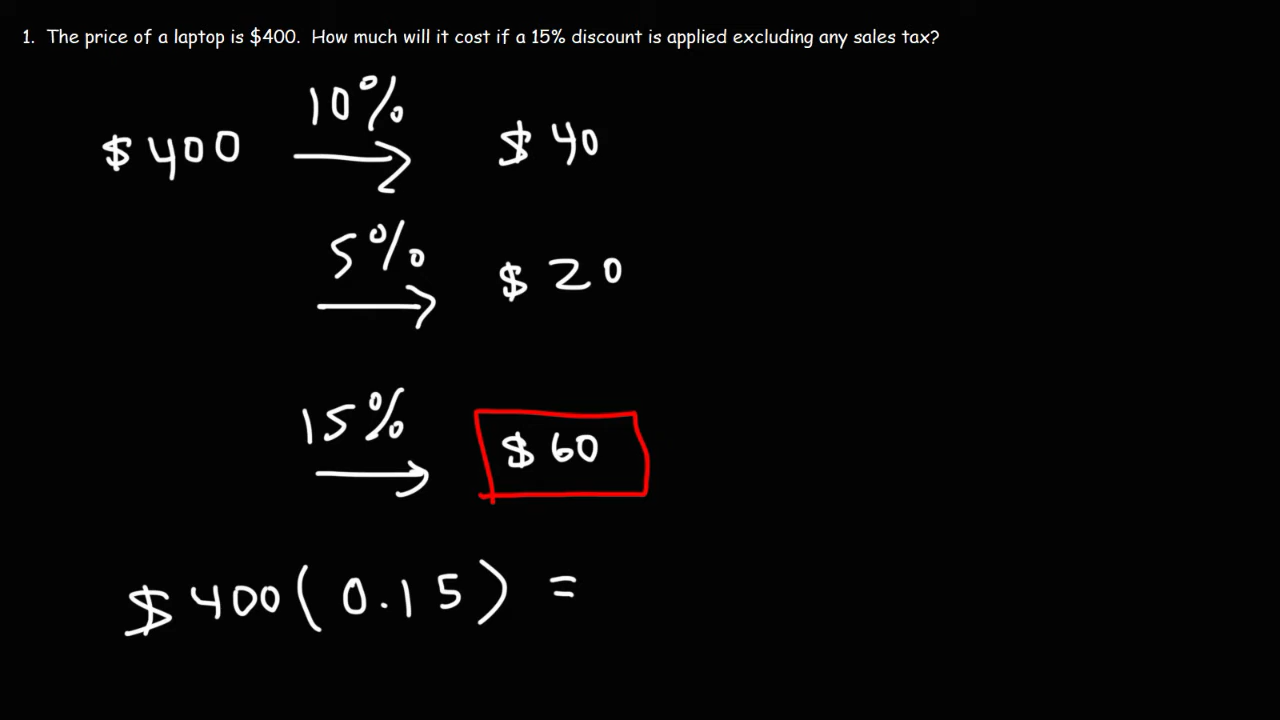 1. The price of a laptop is $400. How much will it cost if a 15% discount is applied excluding any sales tax?
$400 10% $40
5% $20
15% $60
$400(0.15) =